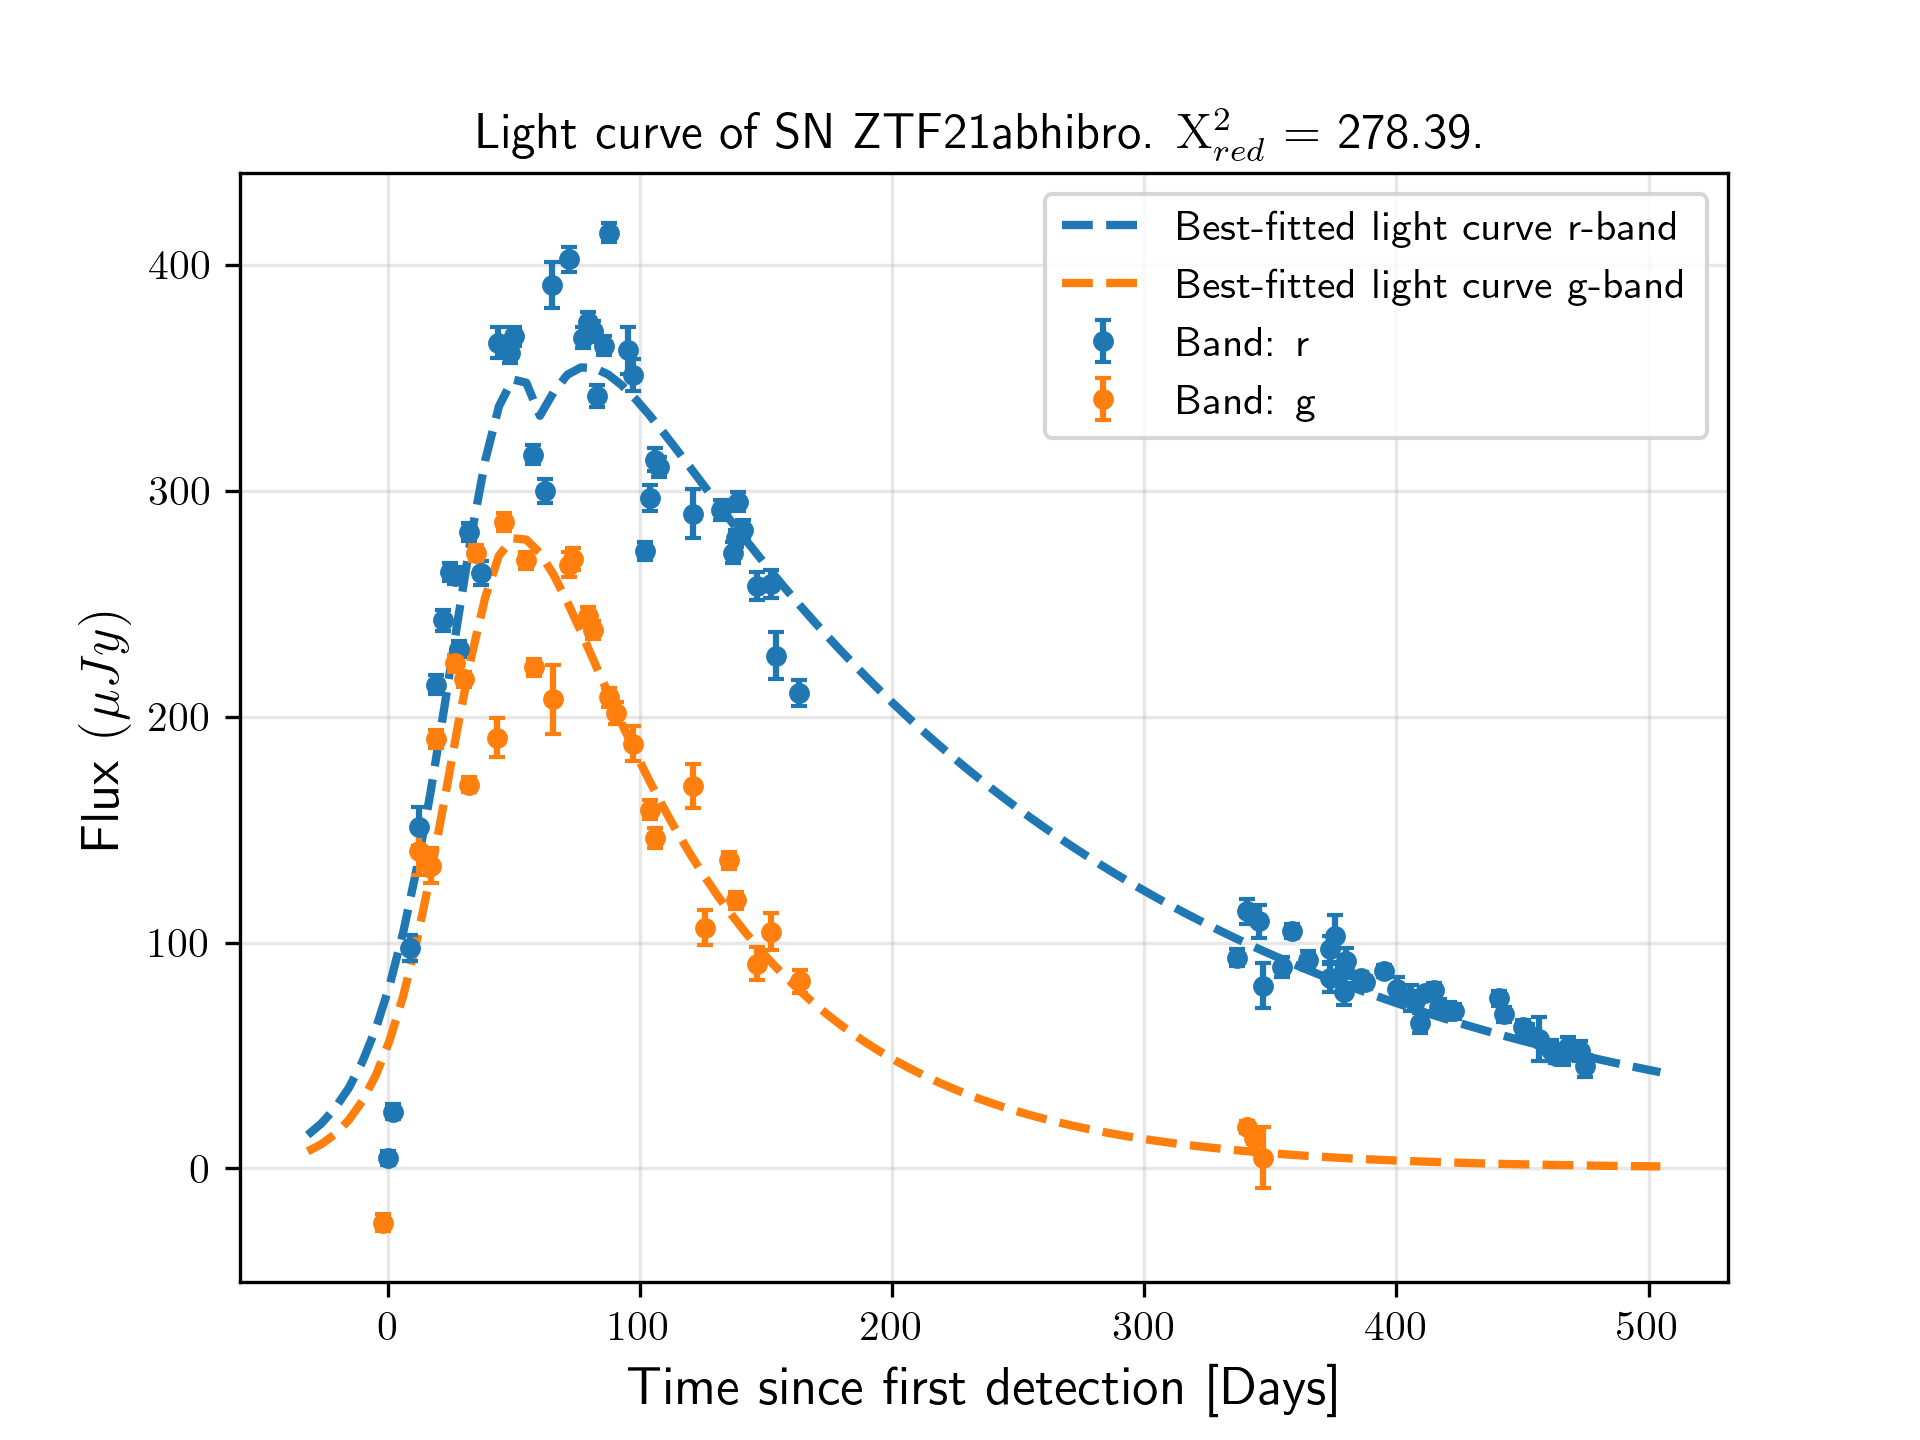 Light curve of SN ZTF21abhibro. X²red = 278.39.
Best-fitted light curve r-band
Best-fitted light curve g-band
Band: r
Band: g
Flux (μJy)
400
300
200
100
0
0 100 200 300 400 500
Time since first detection [Days]